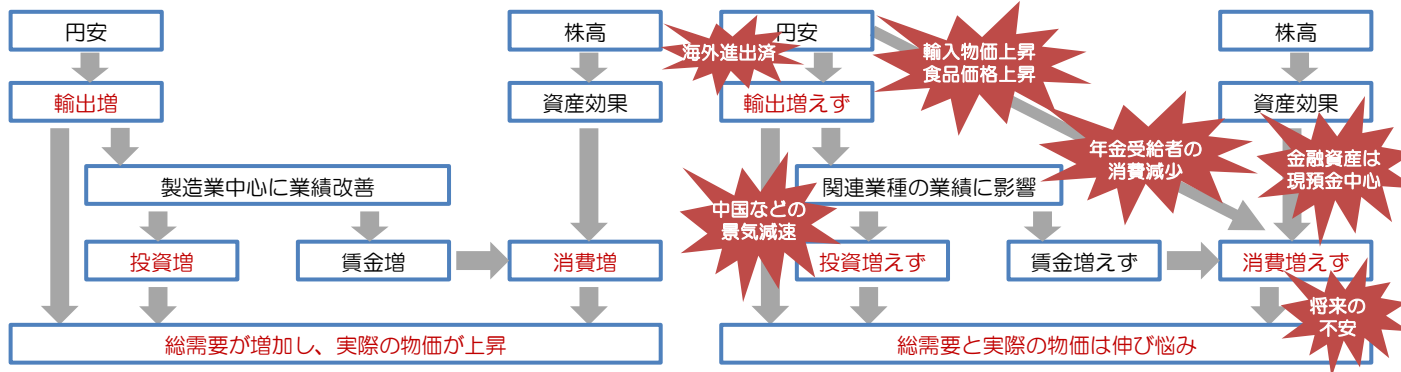 円安
株高
輸出増
資産効果
製造業中心に業績改善
投資増
賃金増
消費増
総需要が増加し、実際の物価が上昇
海外進出済
円安
輸入物価上昇
食品価格上昇
株高
輸出増えず
資産効果
年金受給者の
消費減少
金融資産は
現預金中心
関連業種の業績に影響
中国などの
景気減速
投資増えず
賃金増えず
消費増えず
将来の
不安
総需要と実際の物価は伸び悩み